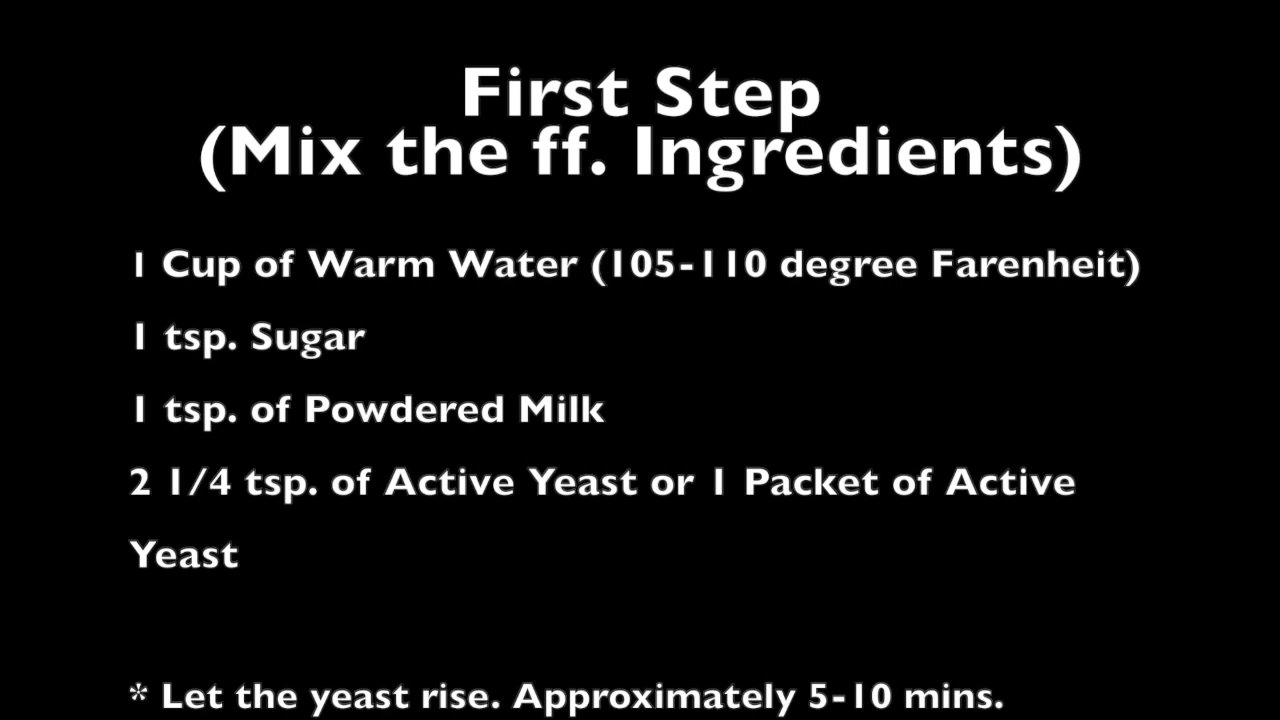 First Step
(Mix the ff. Ingredients)
1 Cup of Warm Water (105-110 degree Farenheit)
1 tsp. Sugar
1 tsp. of Powdered Milk
2 1/4 tsp. of Active Yeast or 1 Packet of Active
Yeast
* Let the yeast rise. Approximately 5-10 mins.